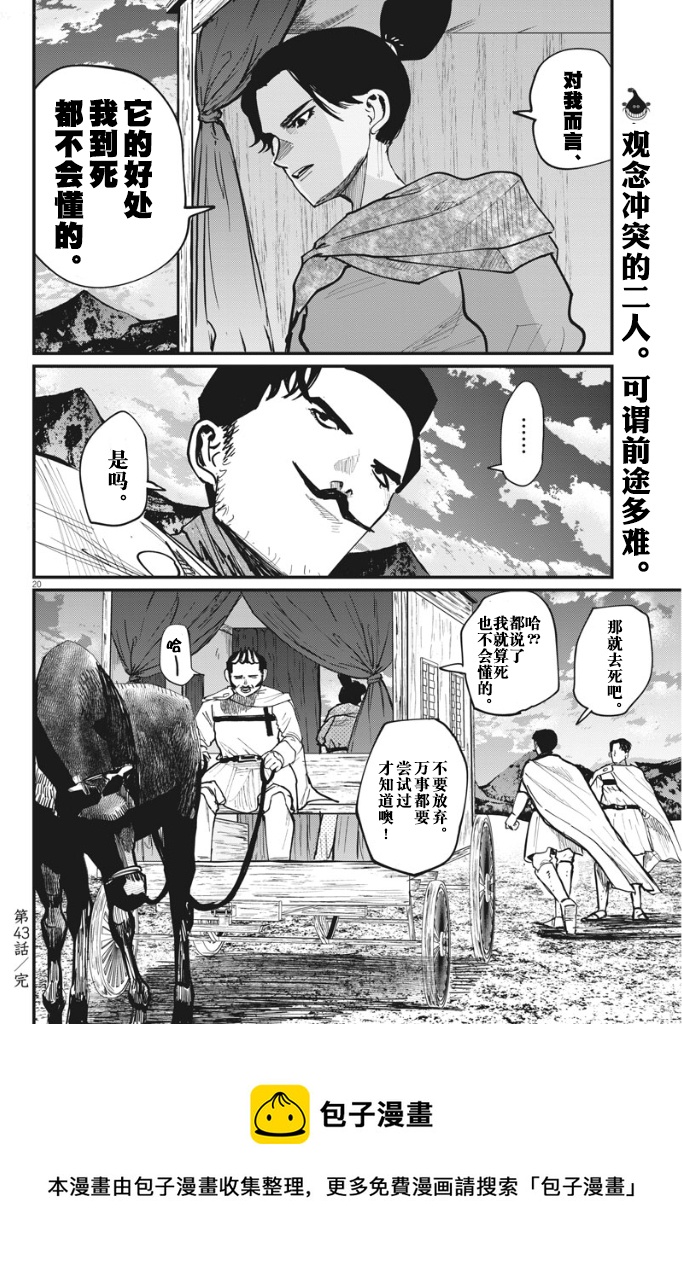 观念冲突的二人。可谓前途多难。
对我而言、
它的好处
我到死
都不会懂的。
……
是吗。
20
那就去死吧。
哈??
都说了
我就算死
也不会懂的。
不要放弃。
万事都要
尝试过
才知道噢！
哈—
第43話／完
包子漫畫
本漫畫由包子漫畫收集整理，更多免費漫画請搜索「包子漫畫」